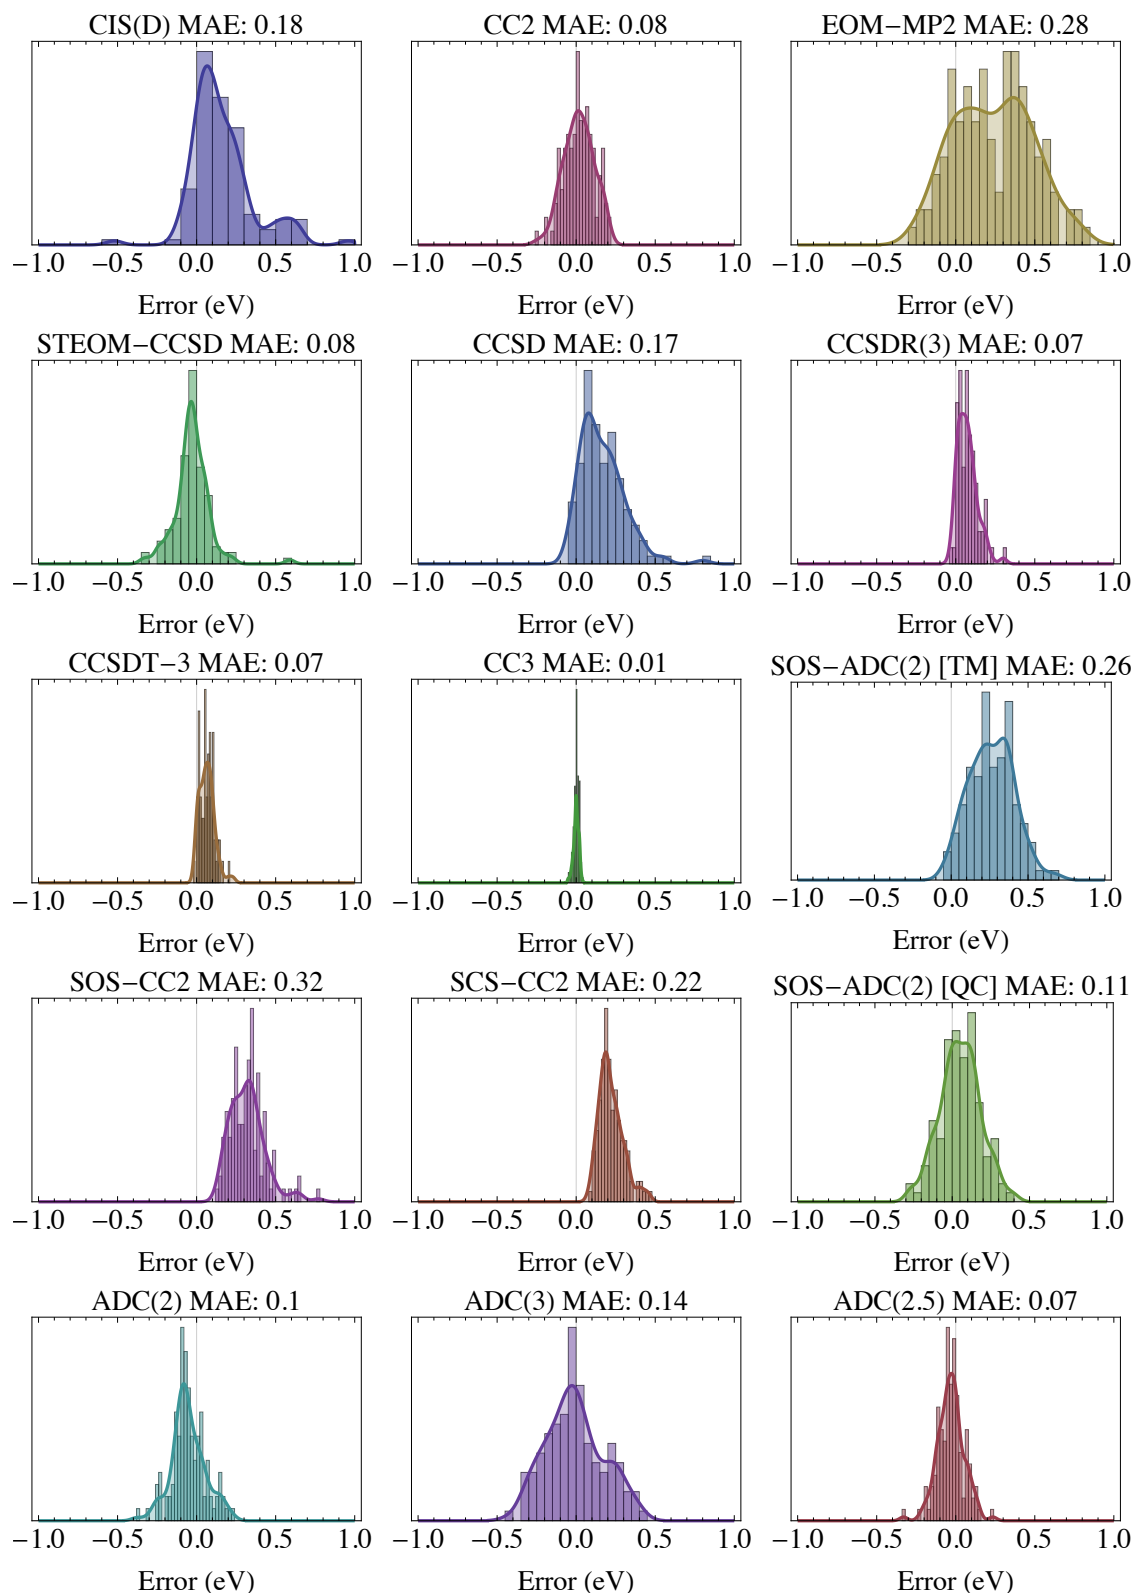 CIS(D) MAE: 0.18 CC2 MAE: 0.08 EOM−MP2 MAE: 0.28
−1.0 −0.5 0.0 0.5 1.0 −1.0 −0.5 0.0 0.5 1.0 −1.0 −0.5 0.0 0.5 1.0
Error (eV) Error (eV) Error (eV)
STEOM−CCSD MAE: 0.08 CCSD MAE: 0.17 CCSDR(3) MAE: 0.07
−1.0 −0.5 0.0 0.5 1.0 −1.0 −0.5 0.0 0.5 1.0 −1.0 −0.5 0.0 0.5 1.0
Error (eV) Error (eV) Error (eV)
CCSDT−3 MAE: 0.07 CC3 MAE: 0.01 SOS−ADC(2) [TM] MAE: 0.26
−1.0 −0.5 0.0 0.5 1.0 −1.0 −0.5 0.0 0.5 1.0 −1.0 −0.5 0.0 0.5 1.0
Error (eV) Error (eV) Error (eV)
SOS−CC2 MAE: 0.32 SCS−CC2 MAE: 0.22 SOS−ADC(2) [QC] MAE: 0.11
−1.0 −0.5 0.0 0.5 1.0 −1.0 −0.5 0.0 0.5 1.0 −1.0 −0.5 0.0 0.5 1.0
Error (eV) Error (eV) Error (eV)
ADC(2) MAE: 0.1 ADC(3) MAE: 0.14 ADC(2.5) MAE: 0.07
−1.0 −0.5 0.0 0.5 1.0 −1.0 −0.5 0.0 0.5 1.0 −1.0 −0.5 0.0 0.5 1.0
Error (eV) Error (eV) Error (eV)